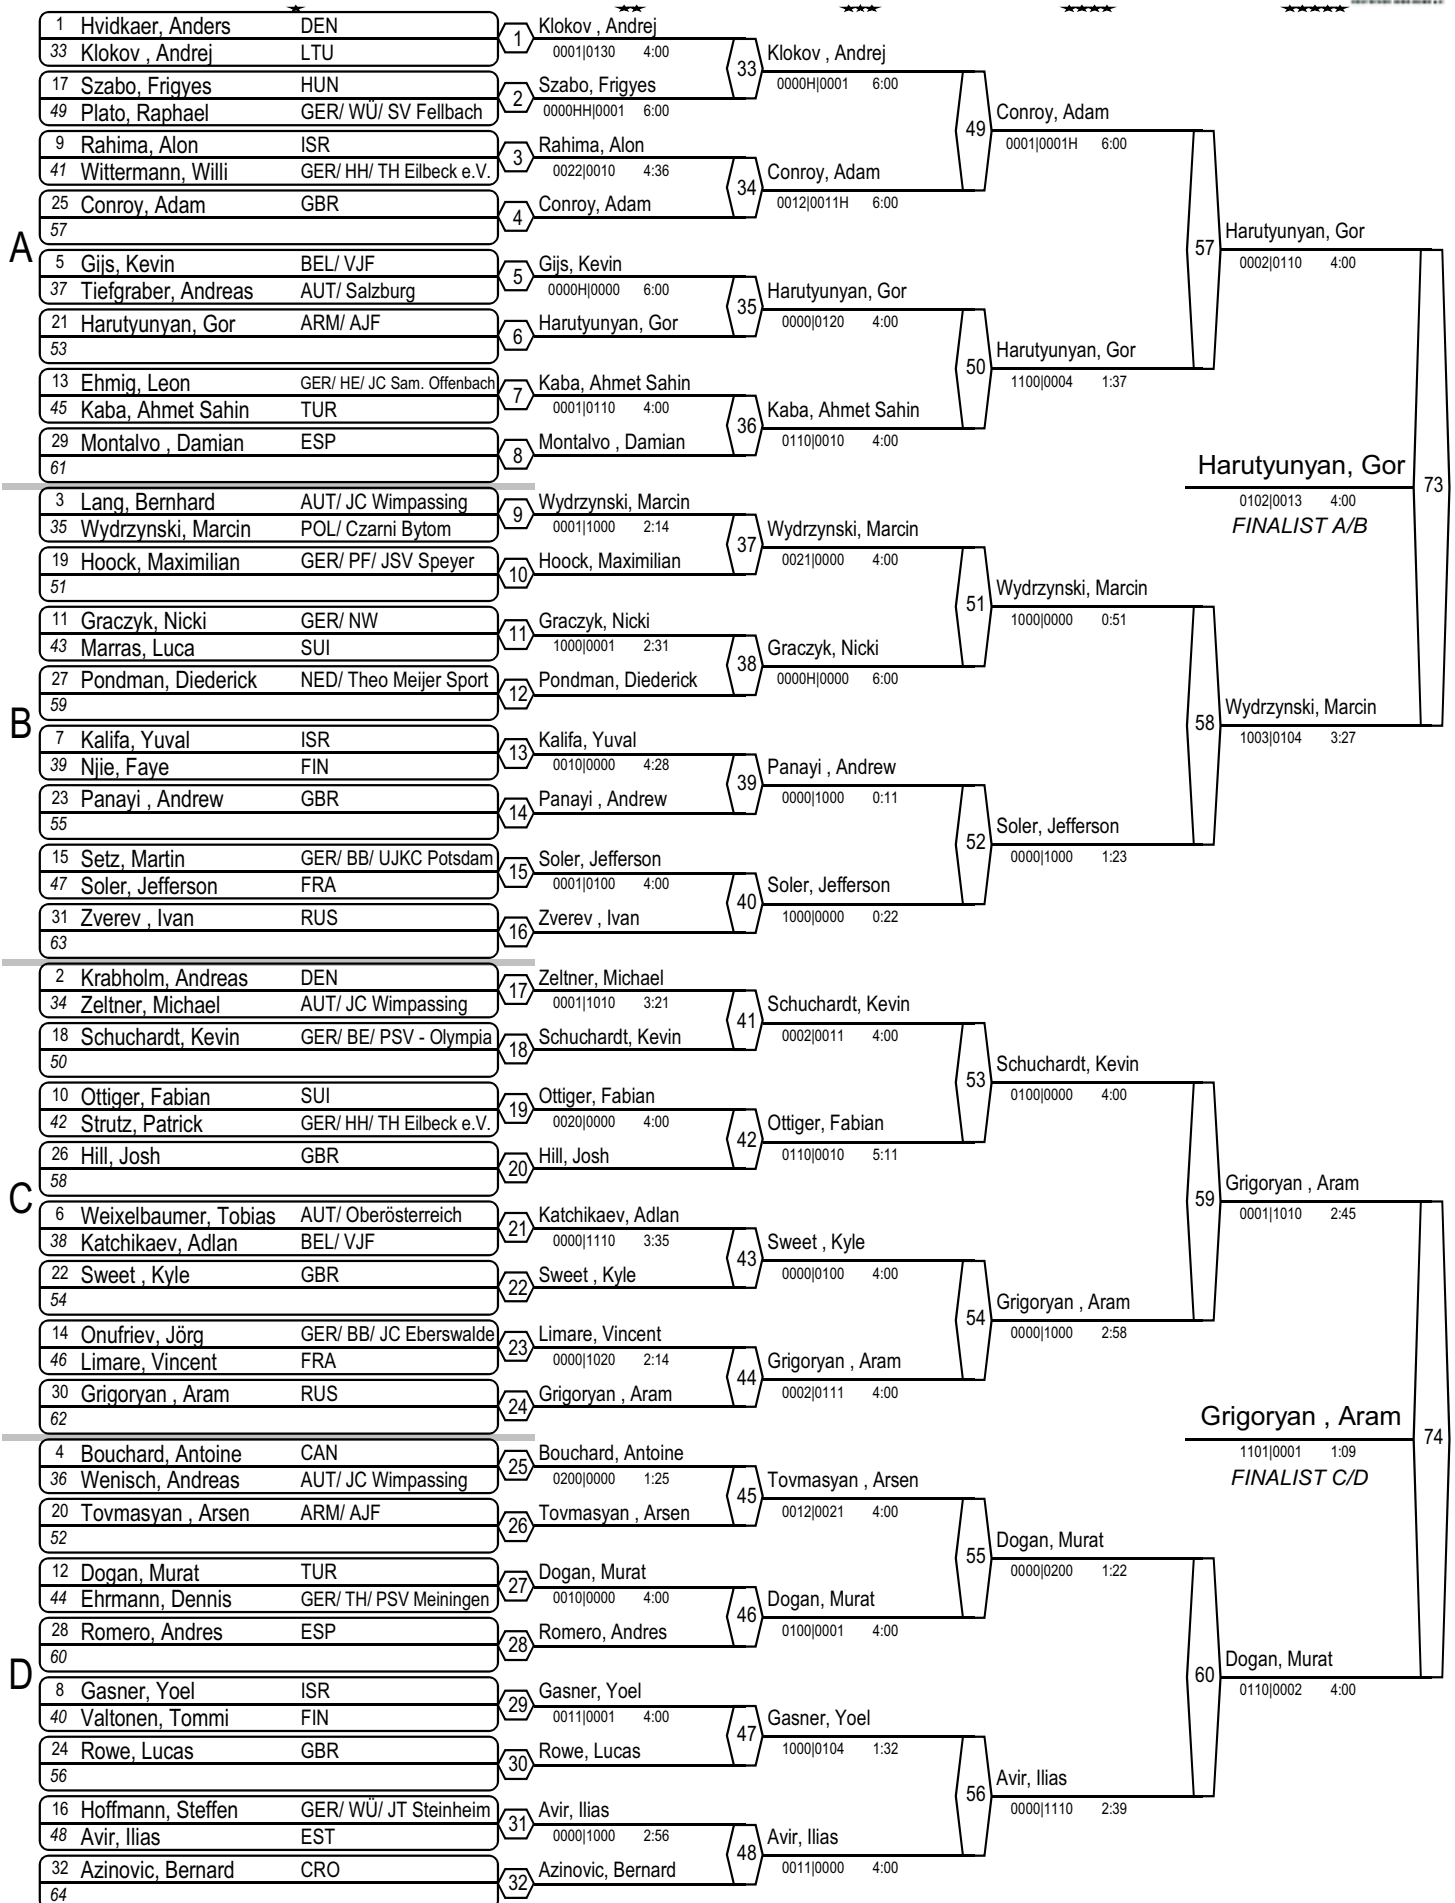 1 Hvidkaer, Anders DEN
33 Klokov , Andrej LTU
1 Klokov , Andrej
0001|0130 4:00
17 Szabo, Frigyes HUN
49 Plato, Raphael GER/ WÜ/ SV Fellbach
2 Szabo, Frigyes
0000HH|0001 6:00
33 Klokov , Andrej
0000H|0001 6:00
9 Rahima, Alon ISR
41 Wittermann, Willi GER/ HH/ TH Eilbeck e.V.
3 Rahima, Alon
0022|0010 4:36
25 Conroy, Adam GBR
57
4 Conroy, Adam
34 Conroy, Adam
0012|0011H 6:00
49 Conroy, Adam
0001|0001H 6:00
A
5 Gijs, Kevin BEL/ VJF
37 Tiefgraber, Andreas AUT/ Salzburg
5 Gijs, Kevin
0000H|0000 6:00
21 Harutyunyan, Gor ARM/ AJF
53
6 Harutyunyan, Gor
35 Harutyunyan, Gor
0000|0120 4:00
13 Ehmig, Leon GER/ HE/ JC Sam. Offenbach
45 Kaba, Ahmet Sahin TUR
7 Kaba, Ahmet Sahin
0001|0110 4:00
29 Montalvo , Damian ESP
61
8 Montalvo , Damian
36 Kaba, Ahmet Sahin
0110|0010 4:00
50 Harutyunyan, Gor
1100|0004 1:37
57 Harutyunyan, Gor
0002|0110 4:00
3 Lang, Bernhard AUT/ JC Wimpassing
35 Wydrzynski, Marcin POL/ Czarni Bytom
9 Wydrzynski, Marcin
0001|1000 2:14
19 Hoock, Maximilian GER/ PF/ JSV Speyer
51
10 Hoock, Maximilian
37 Wydrzynski, Marcin
0021|0000 4:00
11 Graczyk, Nicki GER/ NW
43 Marras, Luca SUI
11 Graczyk, Nicki
1000|0001 2:31
27 Pondman, Diederick NED/ Theo Meijer Sport
59
12 Pondman, Diederick
38 Graczyk, Nicki
0000H|0000 6:00
51 Wydrzynski, Marcin
1000|0000 0:51
B
7 Kalifa, Yuval ISR
39 Njie, Faye FIN
13 Kalifa, Yuval
0010|0000 4:28
23 Panayi , Andrew GBR
55
14 Panayi , Andrew
39 Panayi , Andrew
0000|1000 0:11
15 Setz, Martin GER/ BB/ UJKC Potsdam
47 Soler, Jefferson FRA
15 Soler, Jefferson
0001|0100 4:00
31 Zverev , Ivan RUS
63
16 Zverev , Ivan
40 Soler, Jefferson
1000|0000 0:22
52 Soler, Jefferson
0000|1000 1:23
58 Wydrzynski, Marcin
1003|0104 3:27
Harutyunyan, Gor
73
0102|0013 4:00
FINALIST A/B
2 Krabholm, Andreas DEN
34 Zeltner, Michael AUT/ JC Wimpassing
17 Zeltner, Michael
0001|1010 3:21
18 Schuchardt, Kevin GER/ BE/ PSV - Olympia
50
18 Schuchardt, Kevin
41 Schuchardt, Kevin
0002|0011 4:00
10 Ottiger, Fabian SUI
42 Strutz, Patrick GER/ HH/ TH Eilbeck e.V.
19 Ottiger, Fabian
0020|0000 4:00
26 Hill, Josh GBR
58
20 Hill, Josh
42 Ottiger, Fabian
0110|0010 5:11
53 Schuchardt, Kevin
0100|0000 4:00
C
6 Weixelbaumer, Tobias AUT/ Oberösterreich
38 Katchikaev, Adlan BEL/ VJF
21 Katchikaev, Adlan
0000|1110 3:35
22 Sweet , Kyle GBR
54
22 Sweet , Kyle
43 Sweet , Kyle
0000|0100 4:00
14 Onufriev, Jörg GER/ BB/ JC Eberswalde
46 Limare, Vincent FRA
23 Limare, Vincent
0000|1020 2:14
30 Grigoryan , Aram RUS
62
24 Grigoryan , Aram
44 Grigoryan , Aram
0002|0111 4:00
54 Grigoryan , Aram
0000|1000 2:58
59 Grigoryan , Aram
0001|1010 2:45
4 Bouchard, Antoine CAN
36 Wenisch, Andreas AUT/ JC Wimpassing
25 Bouchard, Antoine
0200|0000 1:25
20 Tovmasyan , Arsen ARM/ AJF
52
26 Tovmasyan , Arsen
45 Tovmasyan , Arsen
0012|0021 4:00
12 Dogan, Murat TUR
44 Ehrmann, Dennis GER/ TH/ PSV Meiningen
27 Dogan, Murat
0010|0000 4:00
28 Romero, Andres ESP
60
28 Romero, Andres
46 Dogan, Murat
0100|0001 4:00
55 Dogan, Murat
0000|0200 1:22
D
8 Gasner, Yoel ISR
40 Valtonen, Tommi FIN
29 Gasner, Yoel
0011|0001 4:00
24 Rowe, Lucas GBR
56
30 Rowe, Lucas
47 Gasner, Yoel
1000|0104 1:32
16 Hoffmann, Steffen GER/ WÜ/ JT Steinheim
48 Avir, Ilias EST
31 Avir, Ilias
0000|1000 2:56
32 Azinovic, Bernard CRO
64
32 Azinovic, Bernard
48 Avir, Ilias
0011|0000 4:00
56 Avir, Ilias
0000|1110 2:39
60 Dogan, Murat
0110|0002 4:00
Grigoryan , Aram
74
1101|0001 1:09
FINALIST C/D